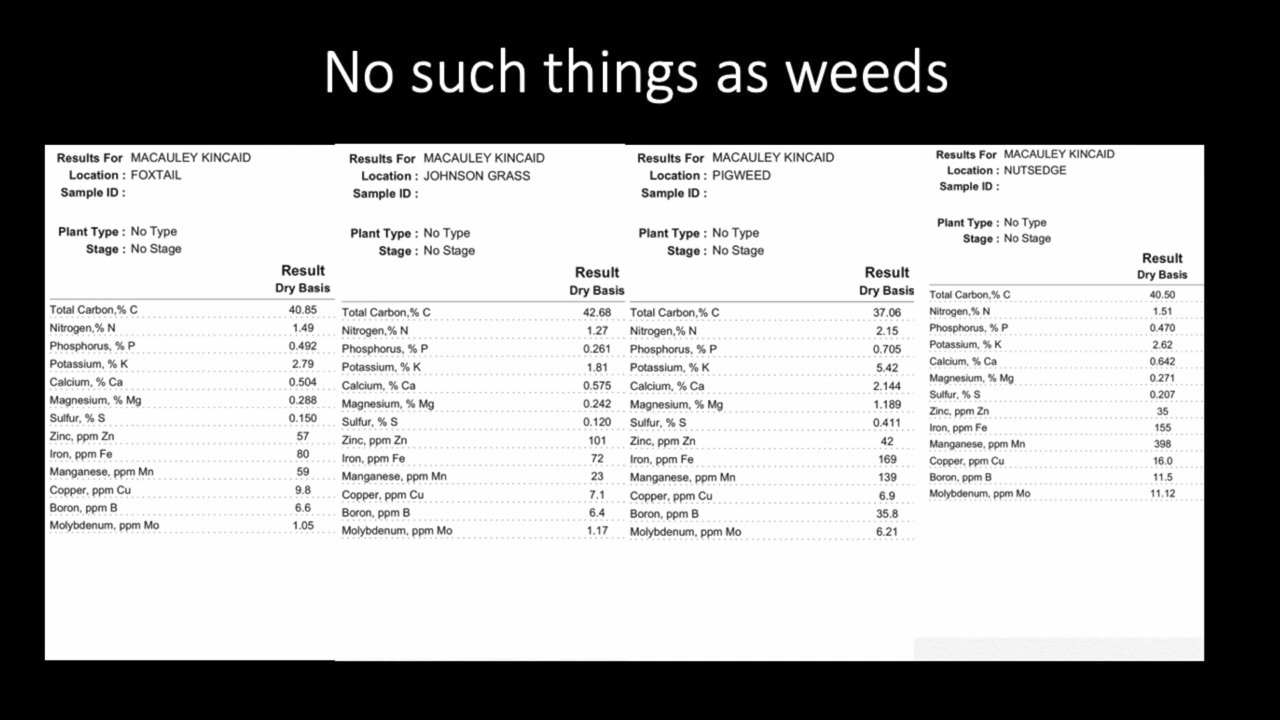 No such things as weeds
Results For MACAULEY KINCAID
Location : FOXTAIL
Sample ID :
Plant Type : No Type
Stage : No Stage
Result
Dry Basis
Total Carbon,% C 40.85
Nitrogen,% N 1.49
Phosphorus, % P 0.492
Potassium, % K 2.79
Calcium, % Ca 0.504
Magnesium, % Mg 0.288
Sulfur, % S 0.150
Zinc, ppm Zn 57
Iron, ppm Fe 80
Manganese, ppm Mn 59
Copper, ppm Cu 9.8
Boron, ppm B 6.6
Molybdenum, ppm Mo 1.05
Results For MACAULEY KINCAID
Location : JOHNSON GRASS
Sample ID :
Plant Type : No Type
Stage : No Stage
Result
Dry Basis
Total Carbon,% C 42.68
Nitrogen,% N 1.27
Phosphorus, % P 0.261
Potassium, % K 1.81
Calcium, % Ca 0.575
Magnesium, % Mg 0.242
Sulfur, % S 0.120
Zinc, ppm Zn 101
Iron, ppm Fe 72
Manganese, ppm Mn 23
Copper, ppm Cu 7.1
Boron, ppm B 6.4
Molybdenum, ppm Mo 1.17
Results For MACAULEY KINCAID
Location : PIGWEED
Sample ID :
Plant Type : No Type
Stage : No Stage
Result
Dry Basis
Total Carbon,% C 37.06
Nitrogen,% N 2.15
Phosphorus, % P 0.705
Potassium, % K 5.42
Calcium, % Ca 2.144
Magnesium, % Mg 1.189
Sulfur, % S 0.411
Zinc, ppm Zn 42
Iron, ppm Fe 169
Manganese, ppm Mn 139
Copper, ppm Cu 6.9
Boron, ppm B 35.8
Molybdenum, ppm Mo 6.21
Results For MACAULEY KINCAID
Location : NUTSEDGE
Sample ID :
Plant Type : No Type
Stage : No Stage
Result
Dry Basis
Total Carbon,% C 40.50
Nitrogen,% N 1.51
Phosphorus, % P 0.470
Potassium, % K 2.62
Calcium, % Ca 0.642
Magnesium, % Mg 0.271
Sulfur, % S 0.207
Zinc, ppm Zn 35
Iron, ppm Fe 155
Manganese, ppm Mn 398
Copper, ppm Cu 16.0
Boron, ppm B 11.5
Molybdenum, ppm Mo 11.12